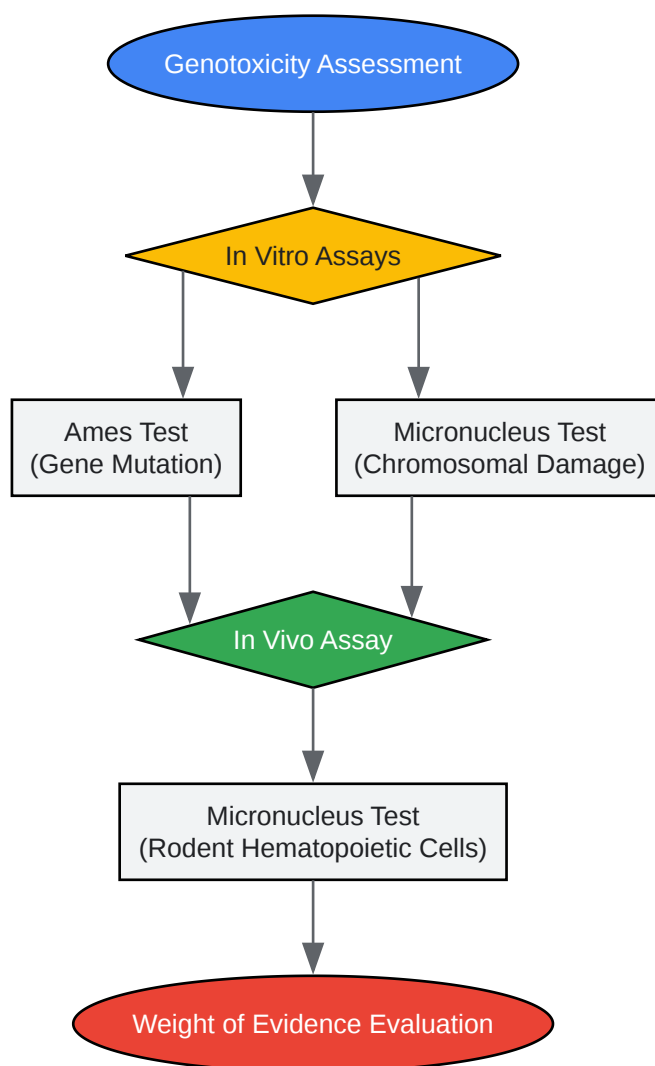 Genotoxicity Assessment
In Vitro Assays
Ames Test
(Gene Mutation)
Micronucleus Test
(Chromosomal Damage)
In Vivo Assay
Micronucleus Test
(Rodent Hematopoietic Cells)
Weight of Evidence Evaluation